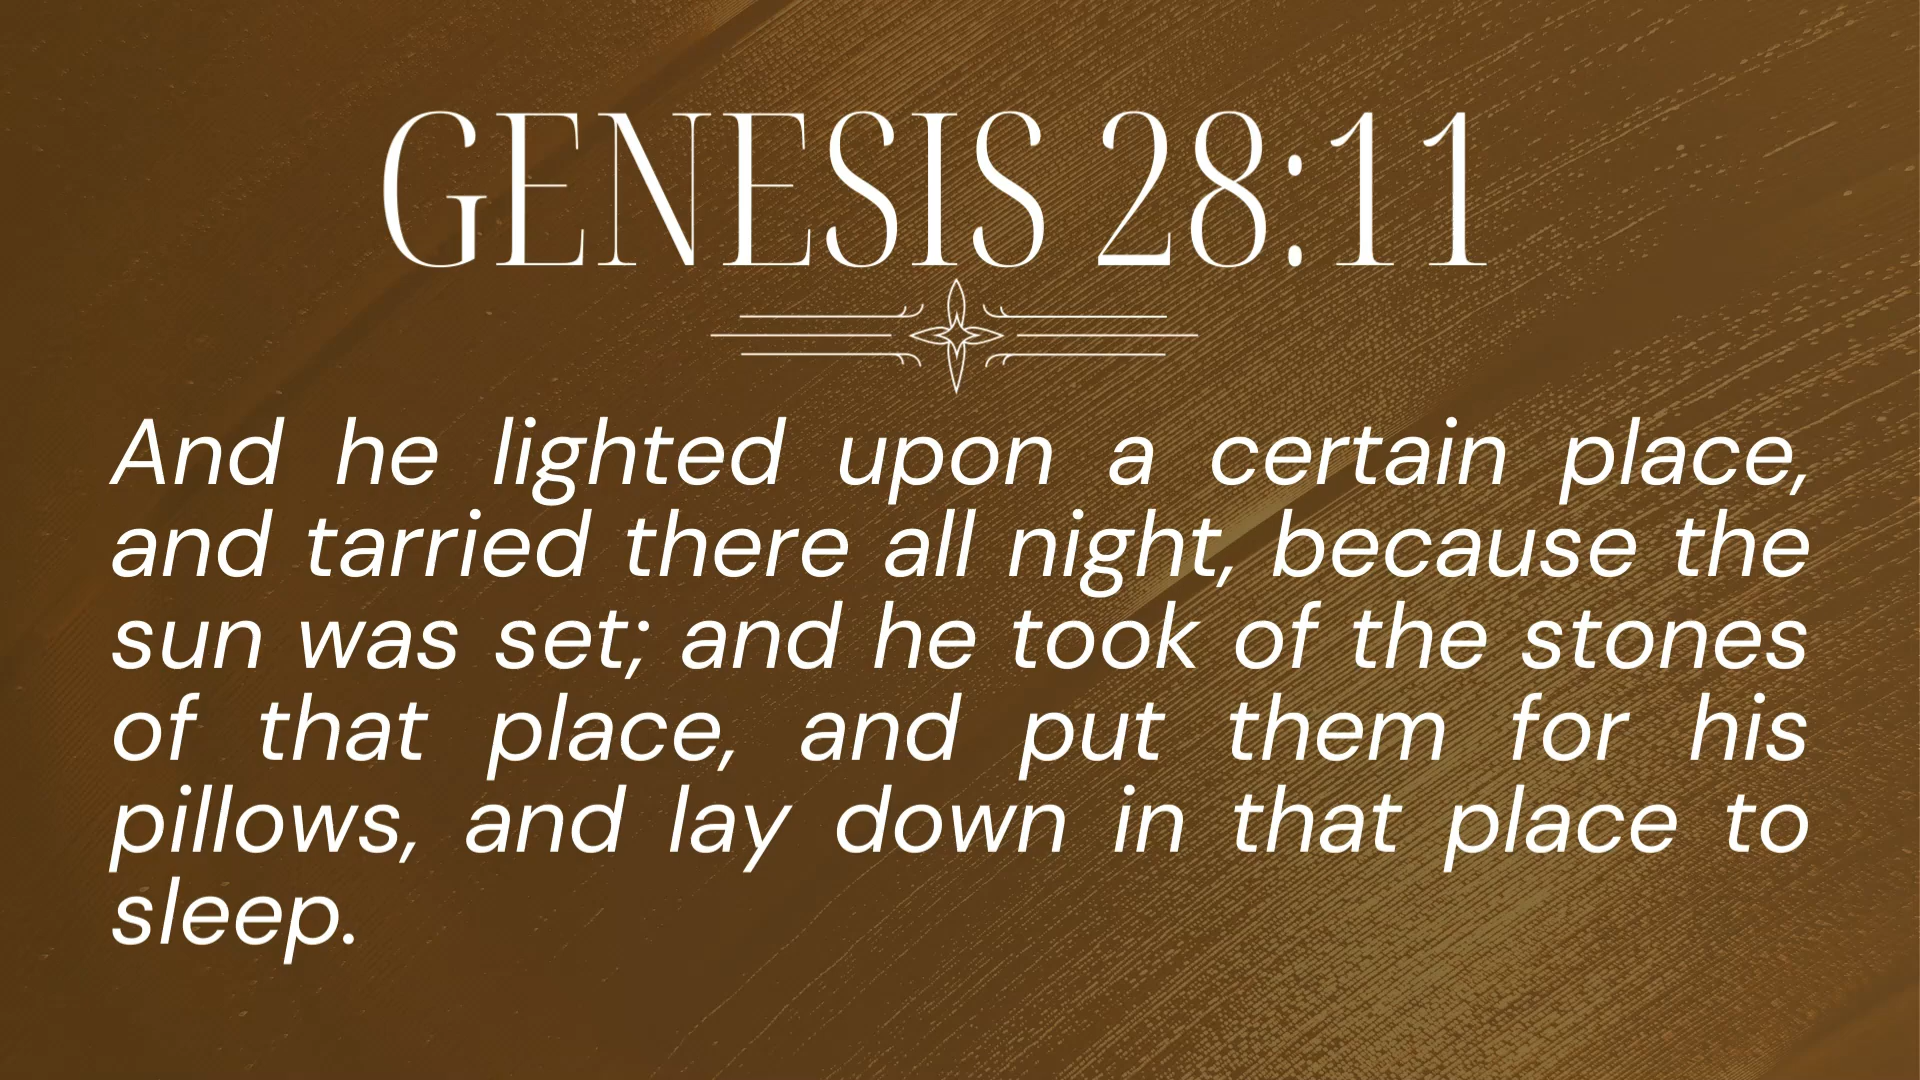 GENESIS 28:11
And he lighted upon a certain place,
and tarried there all night, because the
sun was set; and he took of the stones
of that place, and put them for his
pillows, and lay down in that place to
sleep.